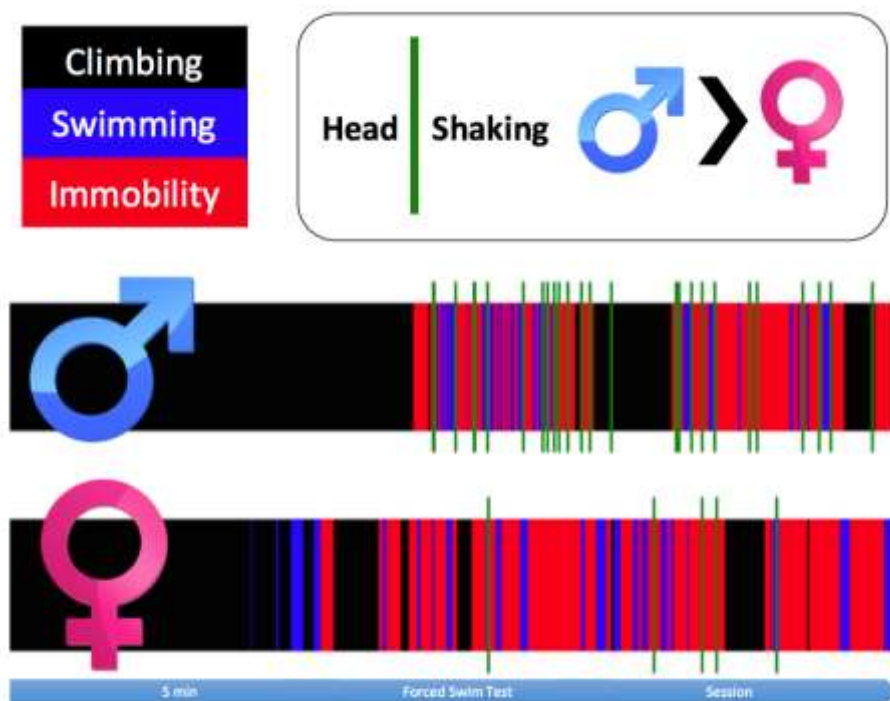 Climbing
Swimming
Immobility
Head Shaking
5 min Forced Swim Test Session